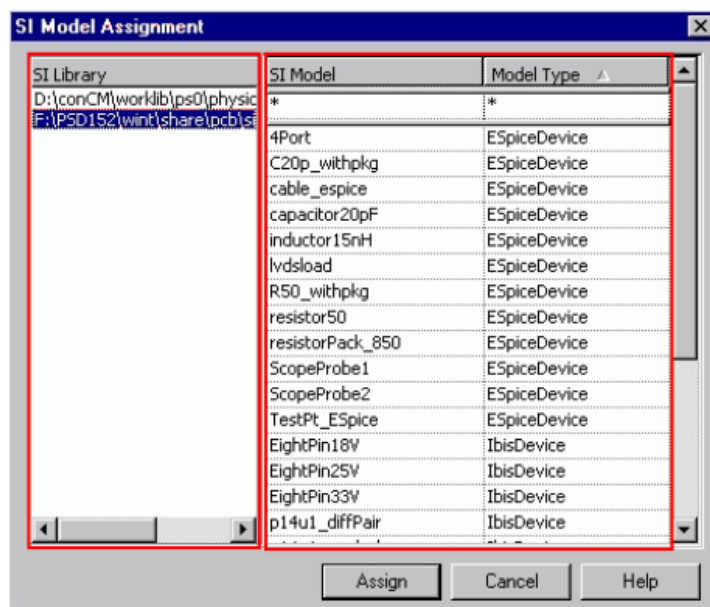 SI Model Assignment
SI Library
D:\conCM\worklib\ps0\physic
F:\PSD152\wint\share\pcb\si
SI Model Model Type
* *
4Port ESpiceDevice
C20p_withpkg ESpiceDevice
cable_espice ESpiceDevice
capacitor20pF ESpiceDevice
inductor15nH ESpiceDevice
lvdsload ESpiceDevice
R50_withpkg ESpiceDevice
resistor50 ESpiceDevice
resistorPack_850 ESpiceDevice
ScopeProbe1 ESpiceDevice
ScopeProbe2 ESpiceDevice
TestPt_ESpice ESpiceDevice
EightPin18V IbisDevice
EightPin25V IbisDevice
EightPin33V IbisDevice
p14u1_diffPair IbisDevice
Assign Cancel Help